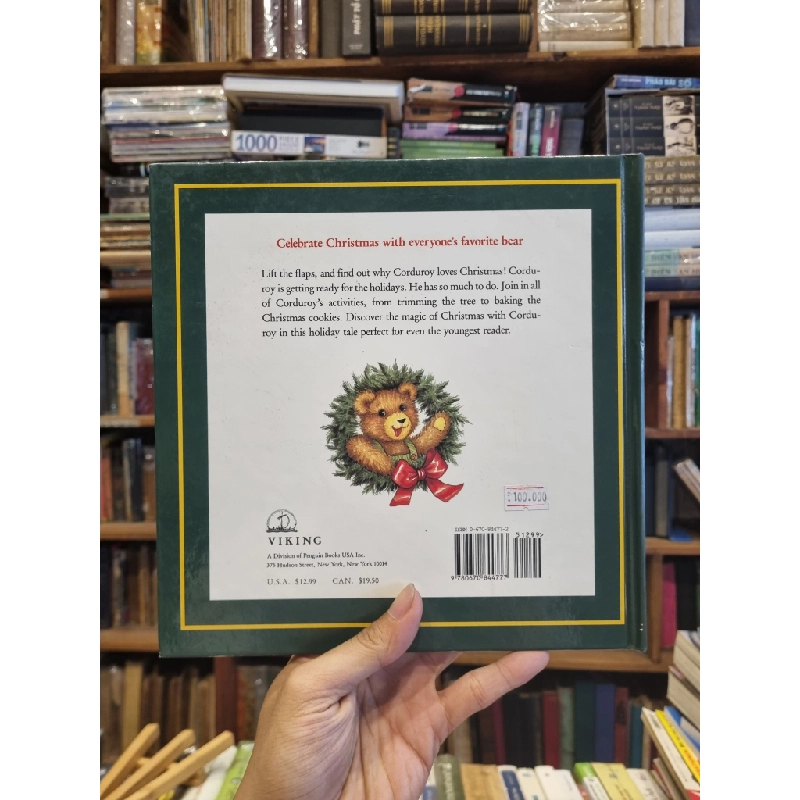 1000
Celebrate Christmas with everyone's favorite bear
Lift the flaps, and find out why Corduroy loves Christmas! Cordu-
roy is getting ready for the holidays. He has so much to do. Join in all
of Corduroy's activities, from trimming the tree to baking the
Christmas cookies. Discover the magic of Christmas with Cordu-
roy in this holiday tale perfect for even the youngest reader.
100.000
VIKING
A Division of Penguin Books USA Inc.
375 Hudson Street, New York, New York 10014
U.S.A. $12.99 CAN. $19.50
51299>